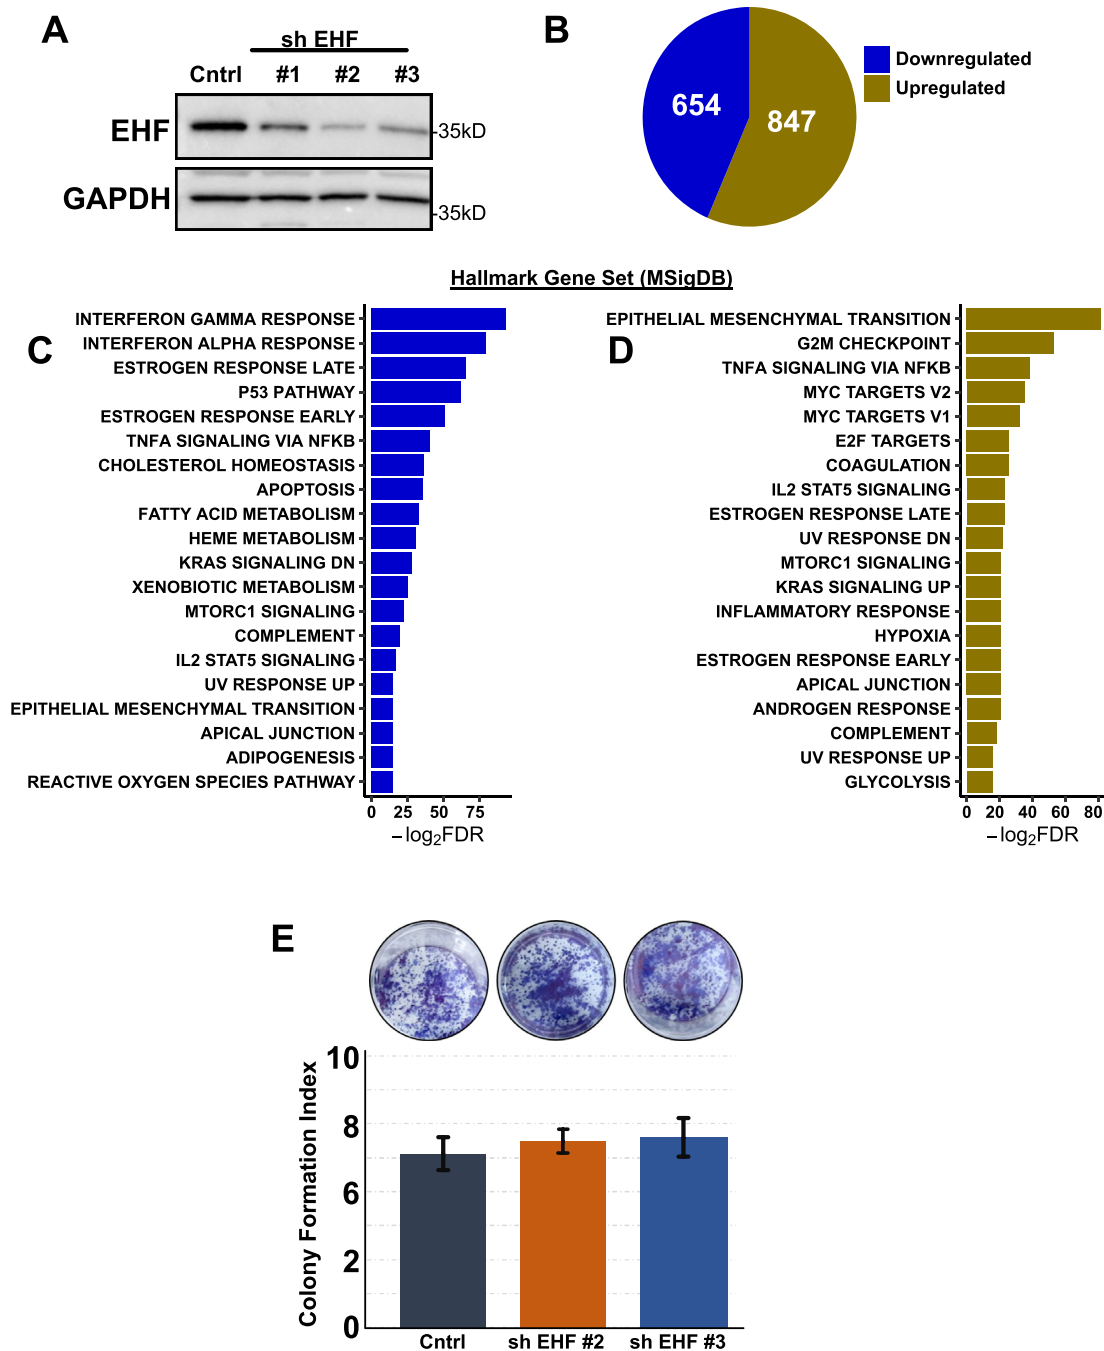 A
sh EHF
Cntrl #1 #2 #3
EHF
-35kD
GAPDH
-35kD
B
654
847
Downregulated
Upregulated
Hallmark Gene Set (MSigDB)
C
INTERFERON GAMMA RESPONSE
INTERFERON ALPHA RESPONSE
ESTROGEN RESPONSE LATE
P53 PATHWAY
ESTROGEN RESPONSE EARLY
TNFA SIGNALING VIA NFKB
CHOLESTEROL HOMEOSTASIS
APOPTOSIS
FATTY ACID METABOLISM
HEME METABOLISM
KRAS SIGNALING DN
XENOBIOTIC METABOLISM
MTORC1 SIGNALING
COMPLEMENT
IL2 STAT5 SIGNALING
UV RESPONSE UP
EPITHELIAL MESENCHYMAL TRANSITION
APICAL JUNCTION
ADIPOGENESIS
REACTIVE OXYGEN SPECIES PATHWAY
0 25 50 75
−log₂FDR
D
EPITHELIAL MESENCHYMAL TRANSITION
G2M CHECKPOINT
TNFA SIGNALING VIA NFKB
MYC TARGETS V2
MYC TARGETS V1
E2F TARGETS
COAGULATION
IL2 STAT5 SIGNALING
ESTROGEN RESPONSE LATE
UV RESPONSE DN
MTORC1 SIGNALING
KRAS SIGNALING UP
INFLAMMATORY RESPONSE
HYPOXIA
ESTROGEN RESPONSE EARLY
APICAL JUNCTION
ANDROGEN RESPONSE
COMPLEMENT
UV RESPONSE UP
GLYCOLYSIS
0 20 40 60 80
−log₂FDR
E
Colony Formation Index
10
8
6
2
0
Cntrl sh EHF #2 sh EHF #3